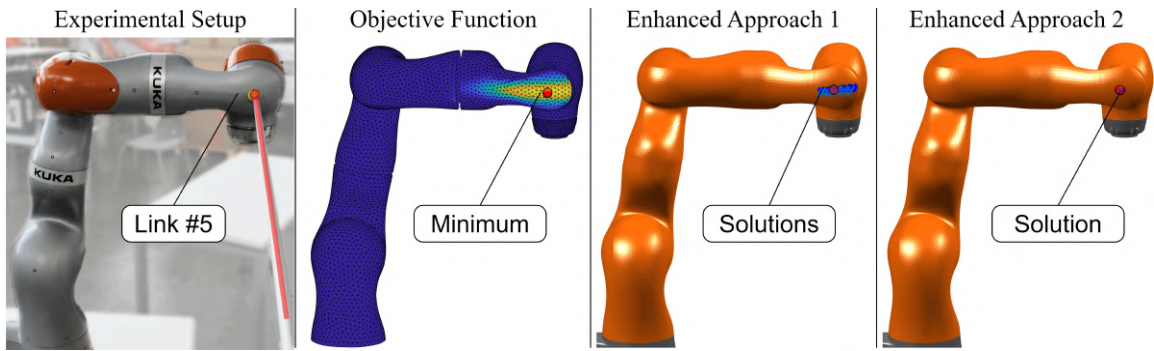 Experimental Setup
Objective Function
Enhanced Approach 1
Enhanced Approach 2
KUKA
KUKA
Link #5
Minimum
Solutions
Solution